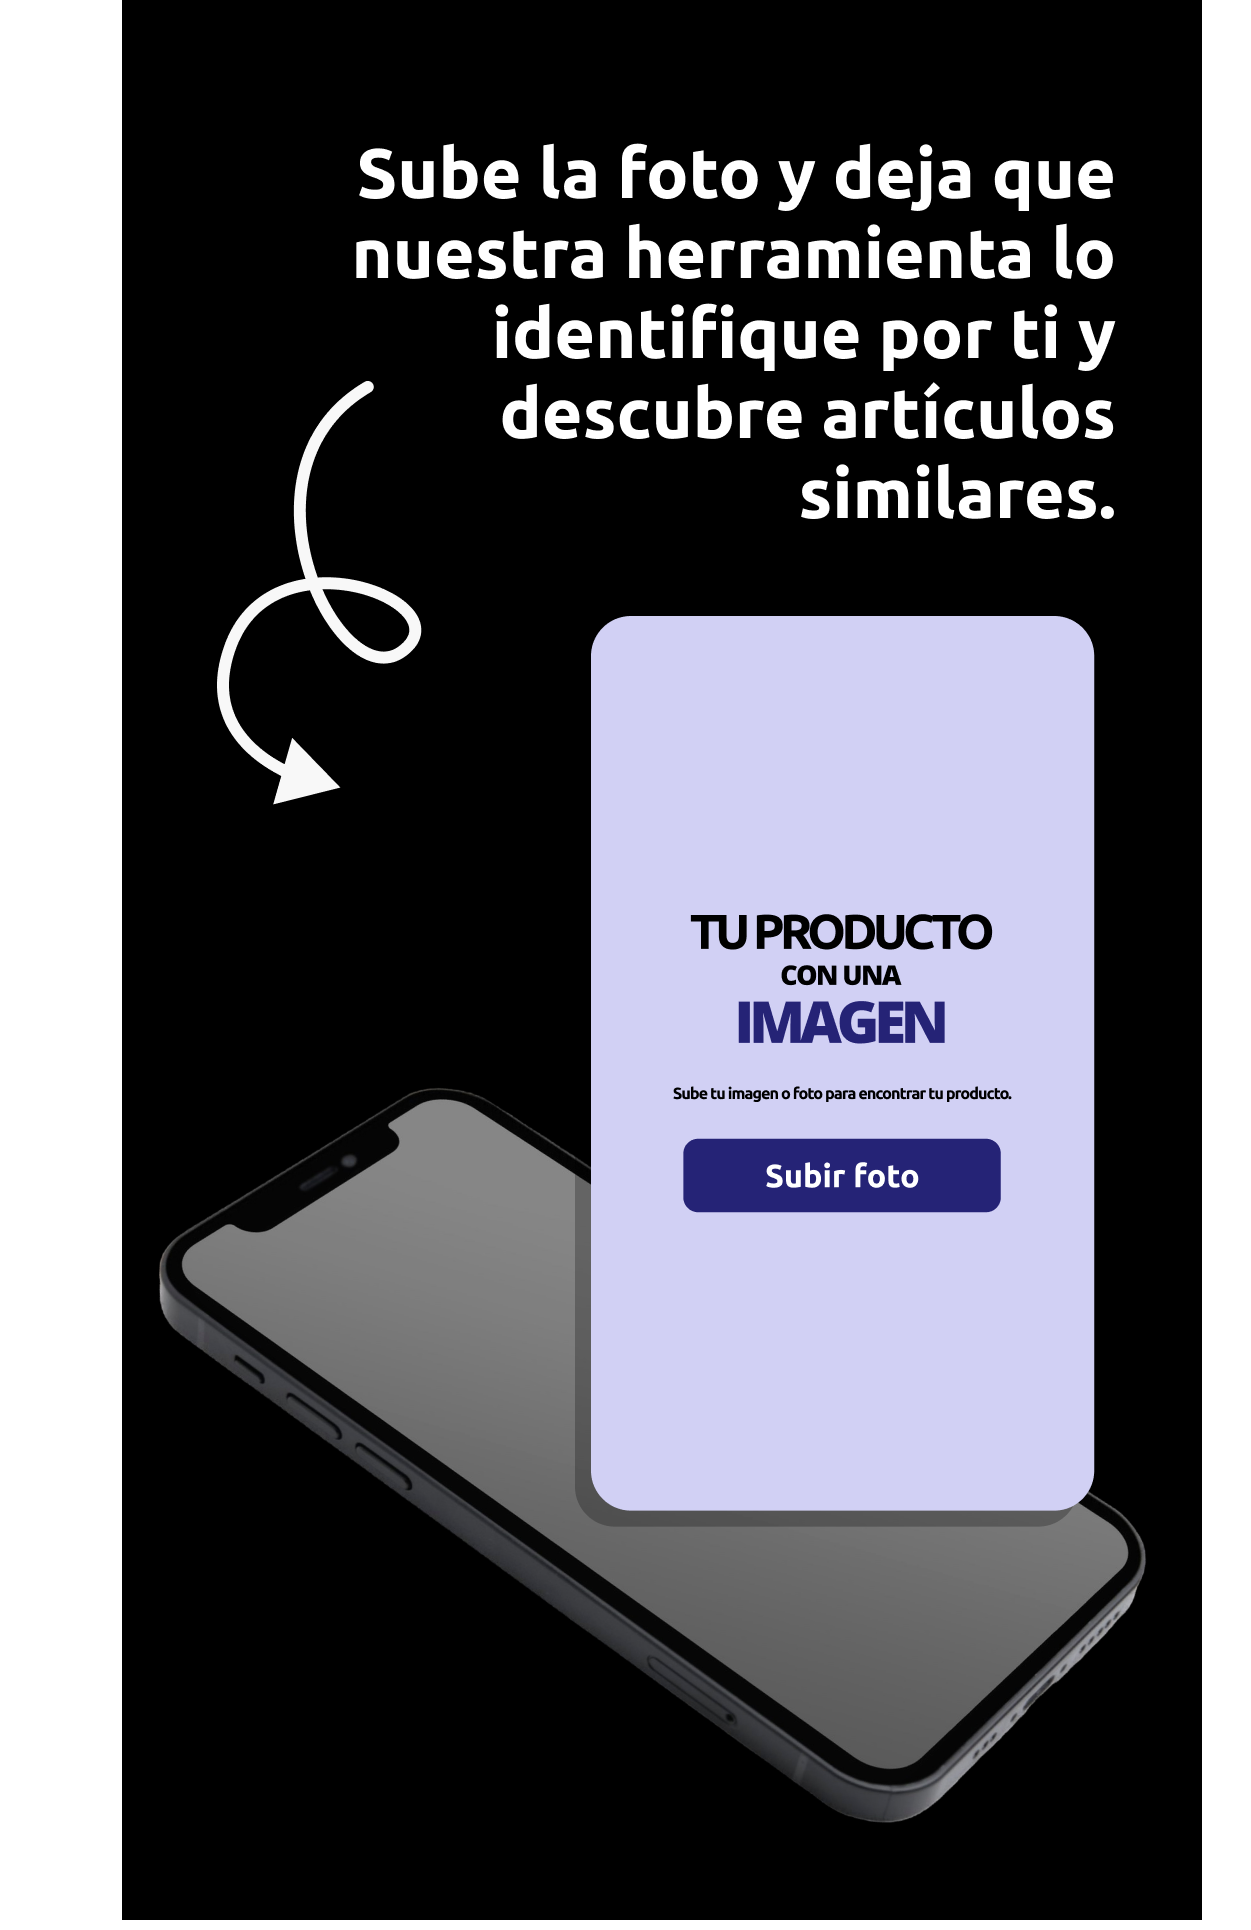 Sube la foto y deja que
nuestra herramienta lo
identifique por ti y
descubre artículos
similares.
TU PRODUCTO
CON UNA
IMAGEN
Sube tu imagen o foto para encontrar tu producto.
Subir foto